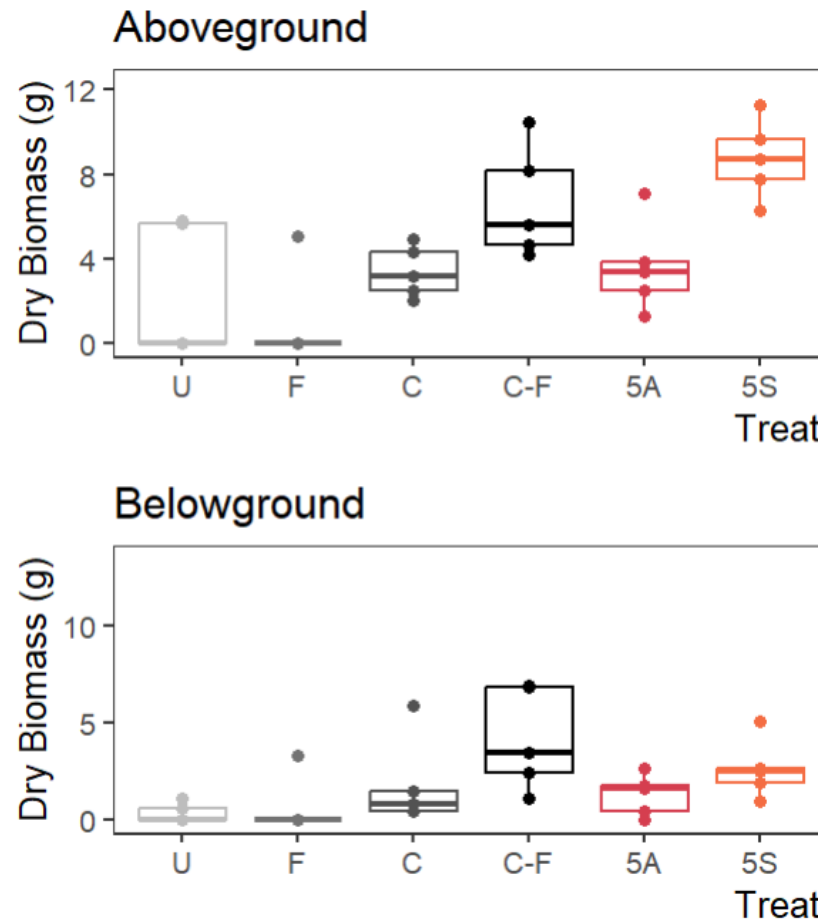 Aboveground
Dry Biomass (g)
12
8
4
0
U F C C-F 5A 5S
Treat
Belowground
Dry Biomass (g)
10
5
0
U F C C-F 5A 5S
Treat